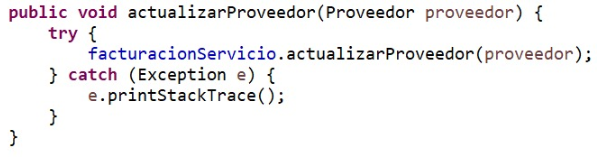 public void actualizarProveedor(Proveedor proveedor) {
    try {
        facturacionServicio.actualizarProveedor(proveedor);
    } catch (Exception e) {
        e.printStackTrace();
    }
}